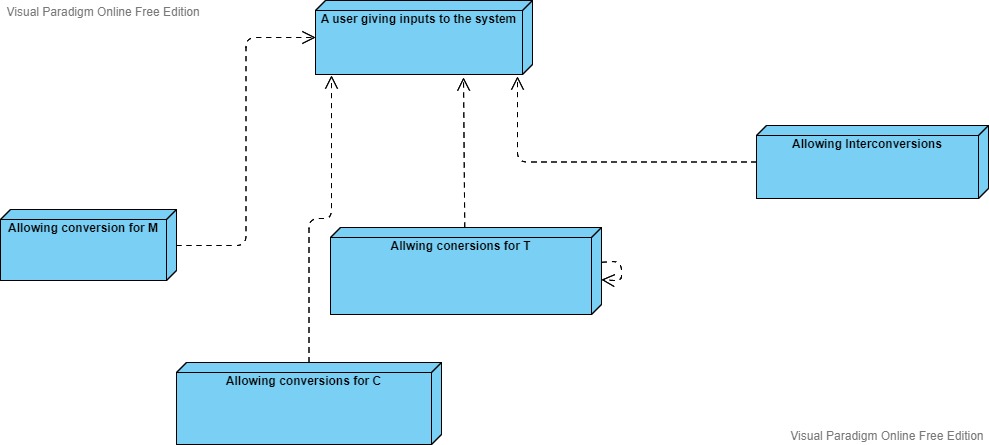 Visual Paradigm Online Free Edition
A user giving inputs to the system
Allowing Interconversions
Allowing conversion for M
Allwing conersions for T
Allowing conversions for C
Visual Paradigm Online Free Edition